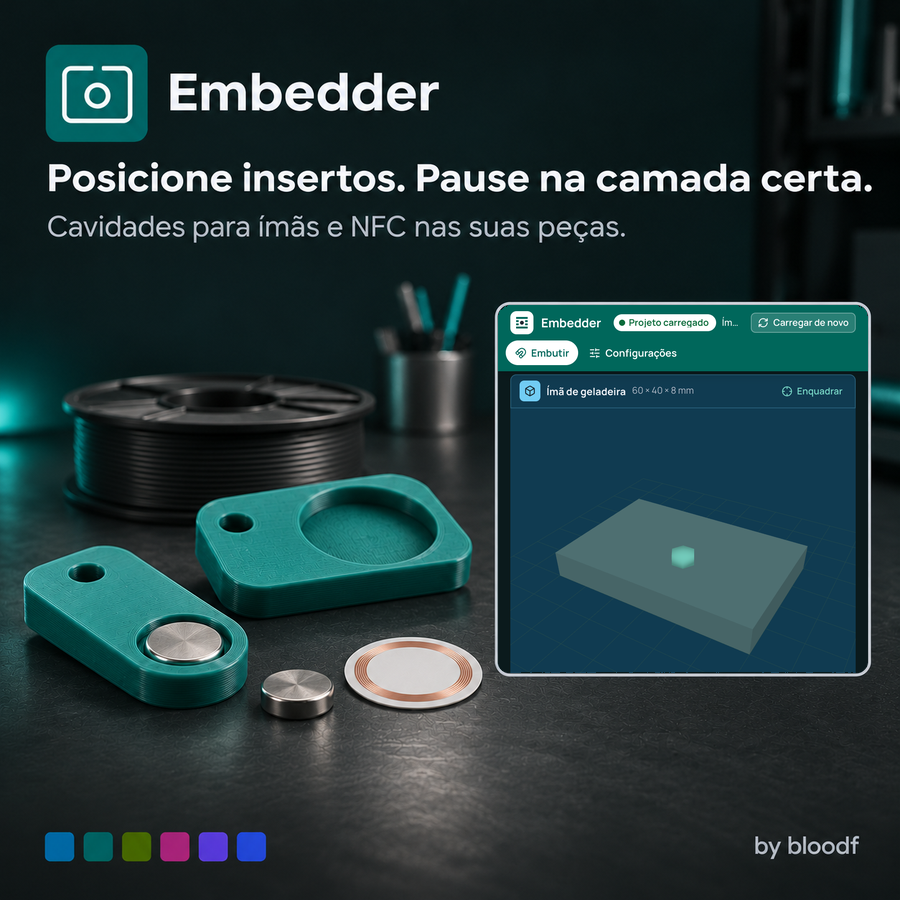 Embedder
Posicione insertos. Pause na camada certa.
Cavidades para ímãs e NFC nas suas peças.
Embedder
Projeto carregado
Ím...
Carregar de novo
Embutir
Configurações
Ímã de geladeira
60 × 40 × 8 mm
Enquadrar
by bloodf